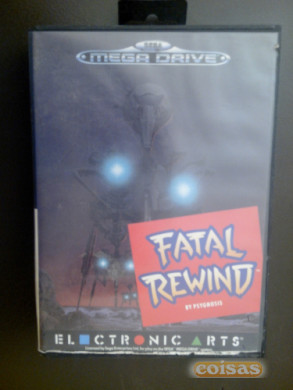 SEGA
MEGA DRIVE
FATAL
REWIND
BY PSYGNOSIS
ELECTRONIC ARTS®
coisas